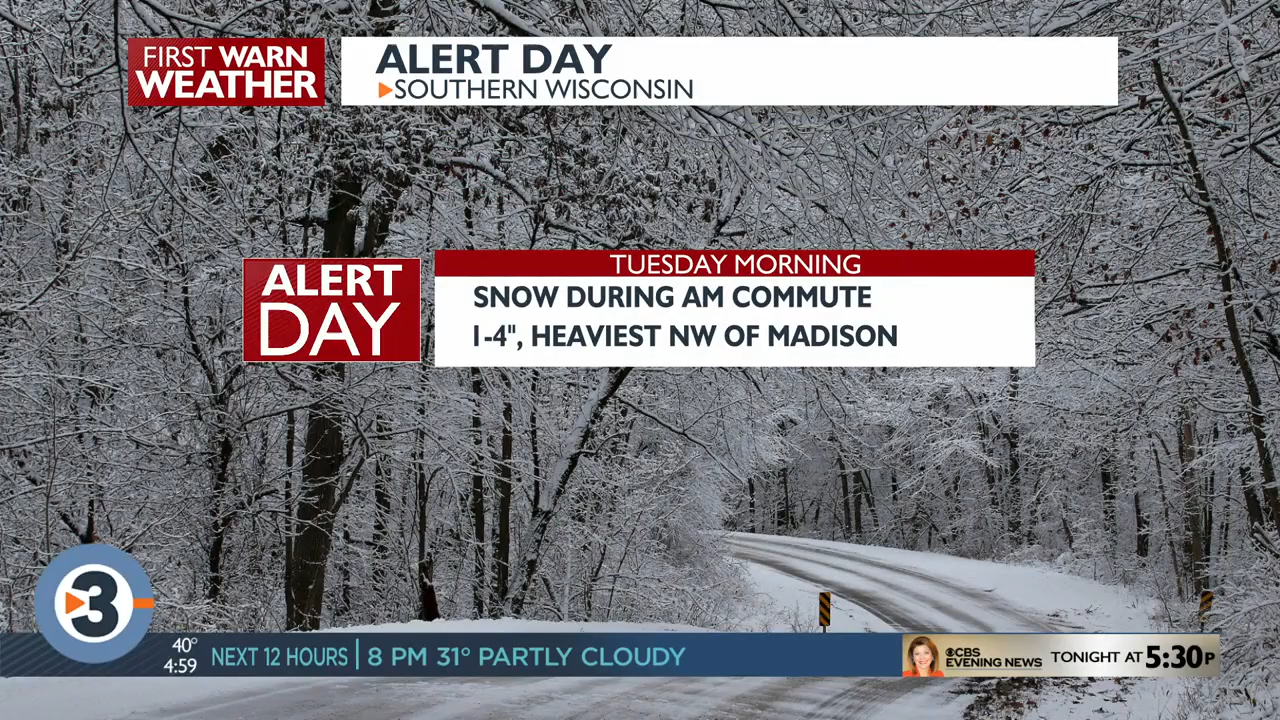 FIRST WARN
WEATHER
ALERT DAY
SOUTHERN WISCONSIN
ALERT
DAY
TUESDAY MORNING
SNOW DURING AM COMMUTE
1-4", HEAVIEST NW OF MADISON
3
40°
4:59
NEXT 12 HOURS
8 PM 31° PARTLY CLOUDY
CBS
EVENING NEWS
TONIGHT AT 5:30P